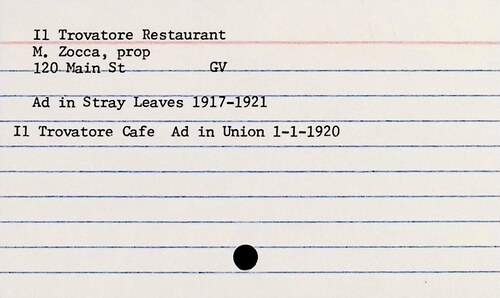 Il Trovatore Restaurant
M. Zocca, prop
120 Main St GV
Ad in Stray Leaves 1917-1921
Il Trovatore Cafe Ad in Union 1-1-1920